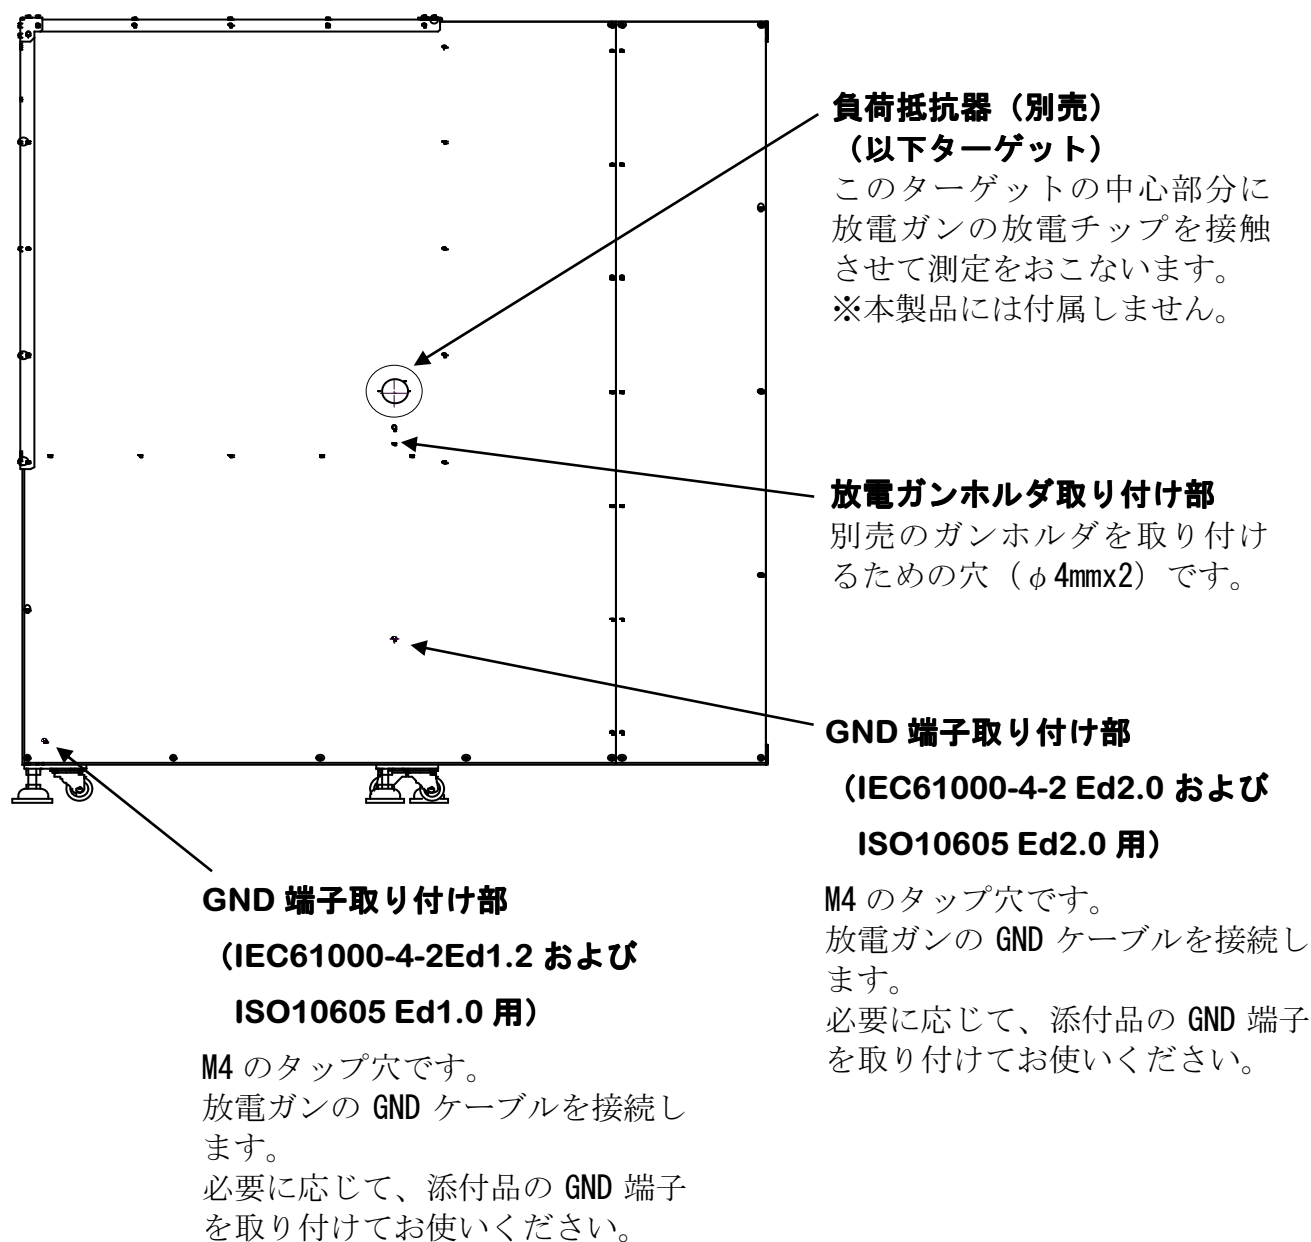 負荷抵抗器（別売）
（以下ターゲット）
このターゲットの中心部分に
放電ガンの放電チップを接触
させて測定をおこないます。
※本製品には付属しません。
放電ガンホルダ取り付け部
別売のガンホルダを取り付け
るための穴（φ4mmx2）です。
GND 端子取り付け部
（IEC61000-4-2 Ed2.0 および
ISO10605 Ed2.0 用）
M4 のタップ穴です。
放電ガンの GND ケーブルを接続し
ます。
必要に応じて、添付品の GND 端子
を取り付けてお使いください。
GND 端子取り付け部
（IEC61000-4-2Ed1.2 および
ISO10605 Ed1.0 用）
M4 のタップ穴です。
放電ガンの GND ケーブルを接続し
ます。
必要に応じて、添付品の GND 端子
を取り付けてお使いください。